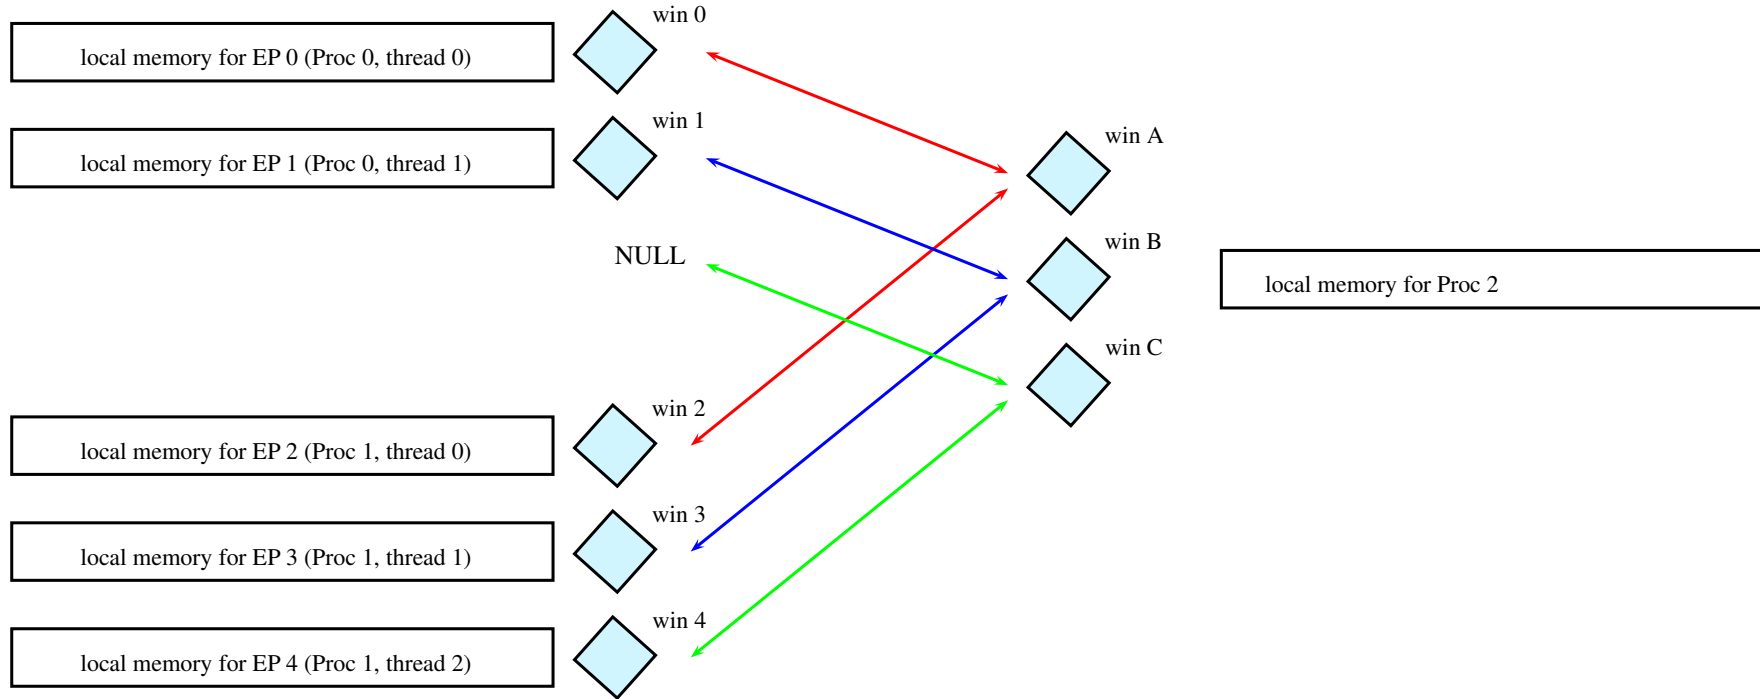 win 0
local memory for EP 0 (Proc 0, thread 0)
win 1
local memory for EP 1 (Proc 0, thread 1)
win A
NULL
win B
local memory for Proc 2
win C
win 2
local memory for EP 2 (Proc 1, thread 0)
win 3
local memory for EP 3 (Proc 1, thread 1)
win 4
local memory for EP 4 (Proc 1, thread 2)